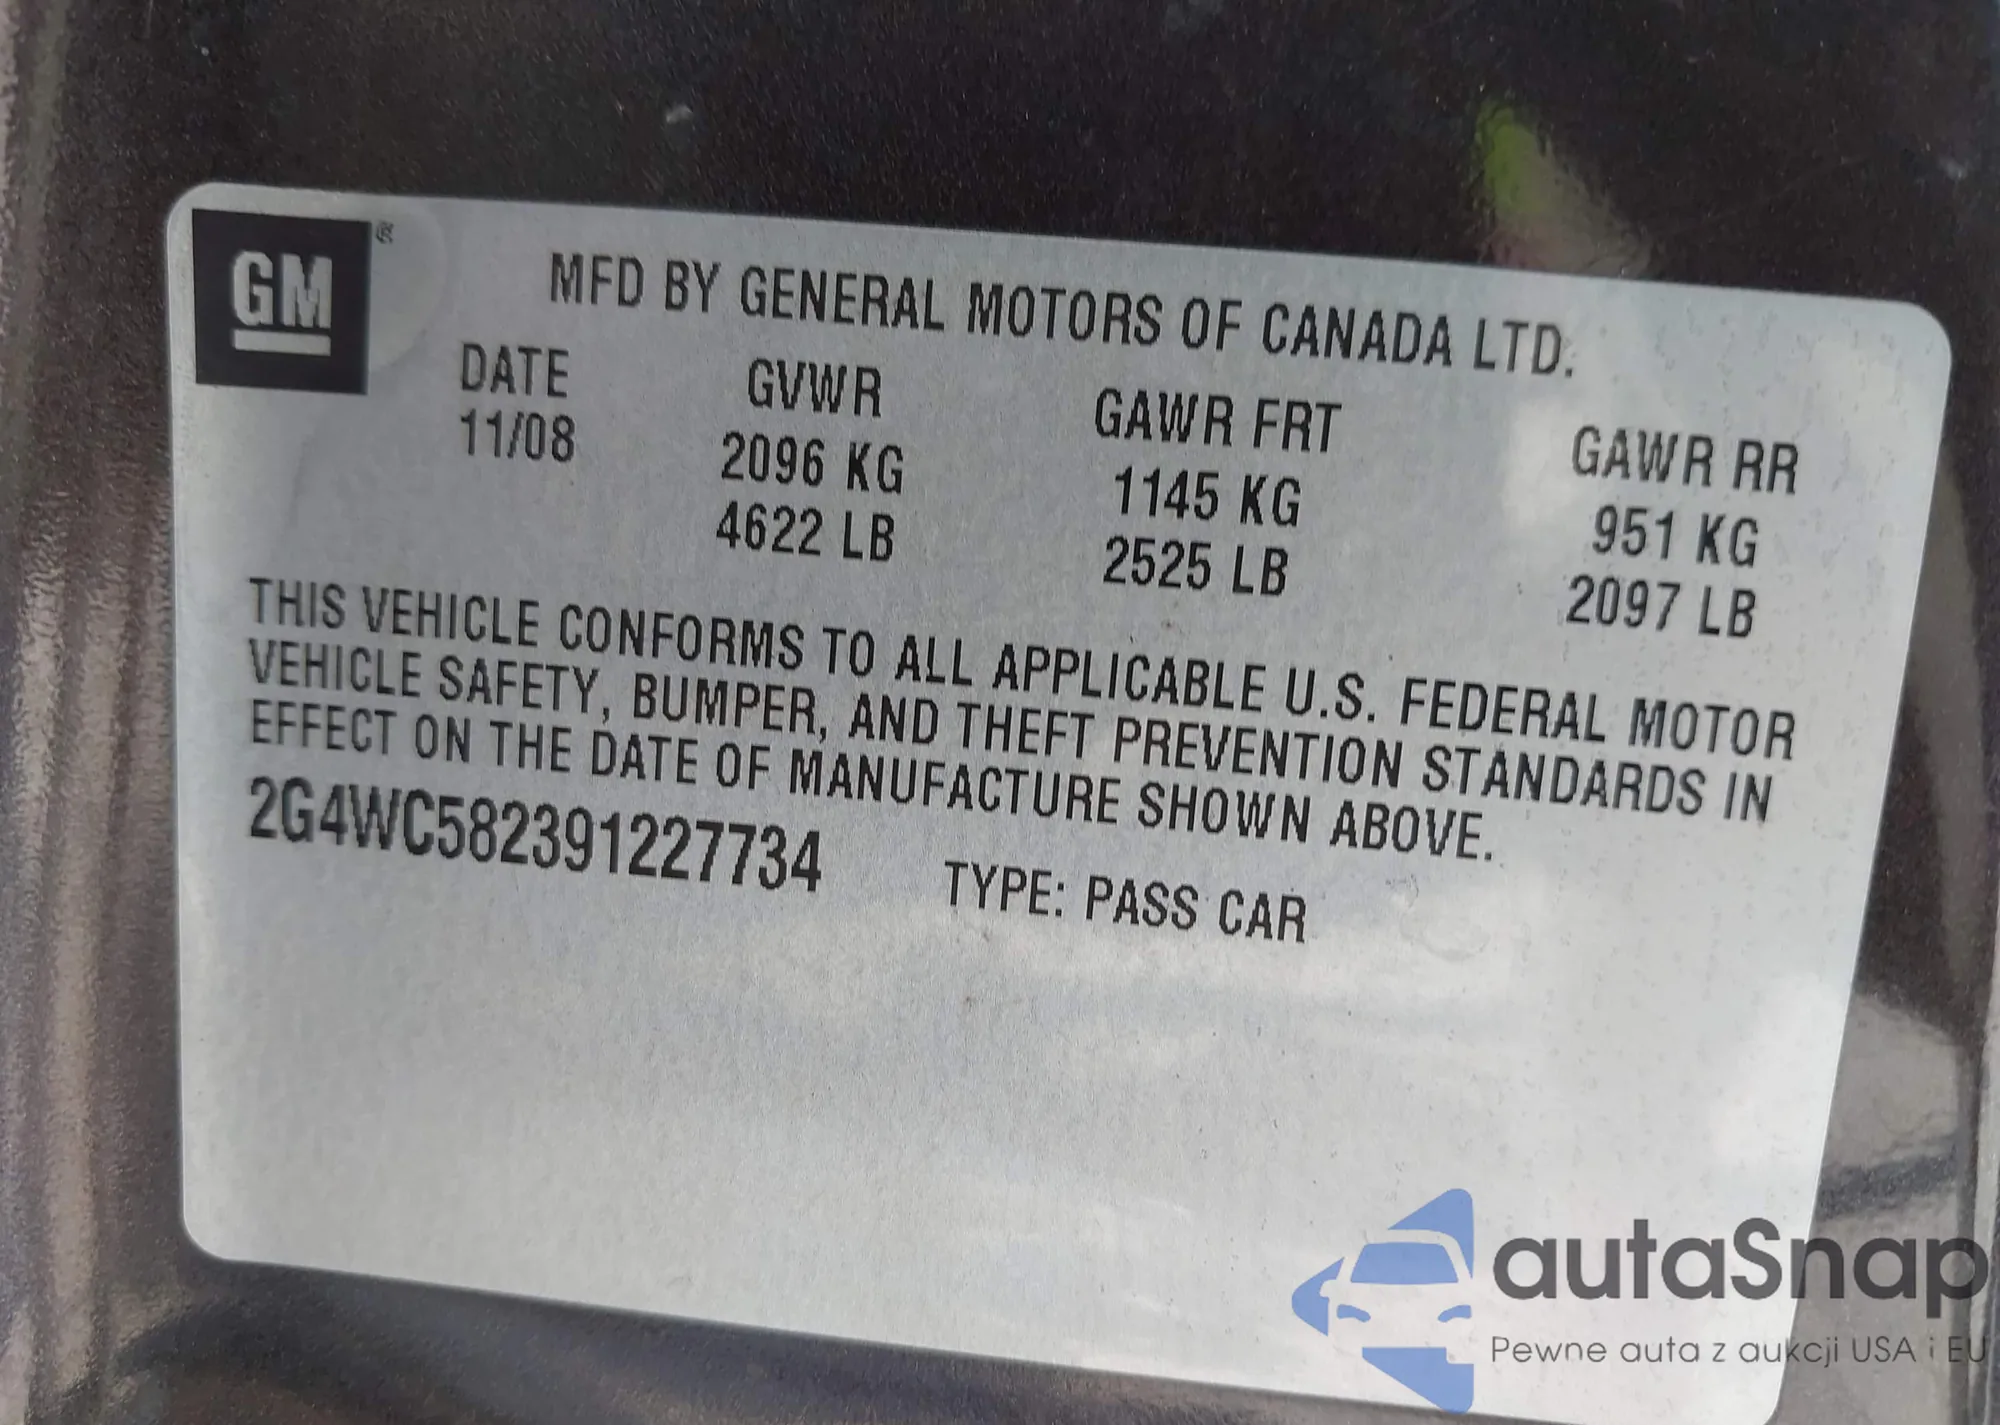 GM®
MFD BY GENERAL MOTORS OF CANADA LTD.
DATE GVWR GAWR FRT GAWR RR
11/08 2096 KG 1145 KG 951 KG
4622 LB 2525 LB 2097 LB
THIS VEHICLE CONFORMS TO ALL APPLICABLE U.S. FEDERAL MOTOR
VEHICLE SAFETY, BUMPER, AND THEFT PREVENTION STANDARDS IN
EFFECT ON THE DATE OF MANUFACTURE SHOWN ABOVE.
2G4WC582391227734 TYPE: PASS CAR
autaSnap
Pewne auta z aukcji USA i EU